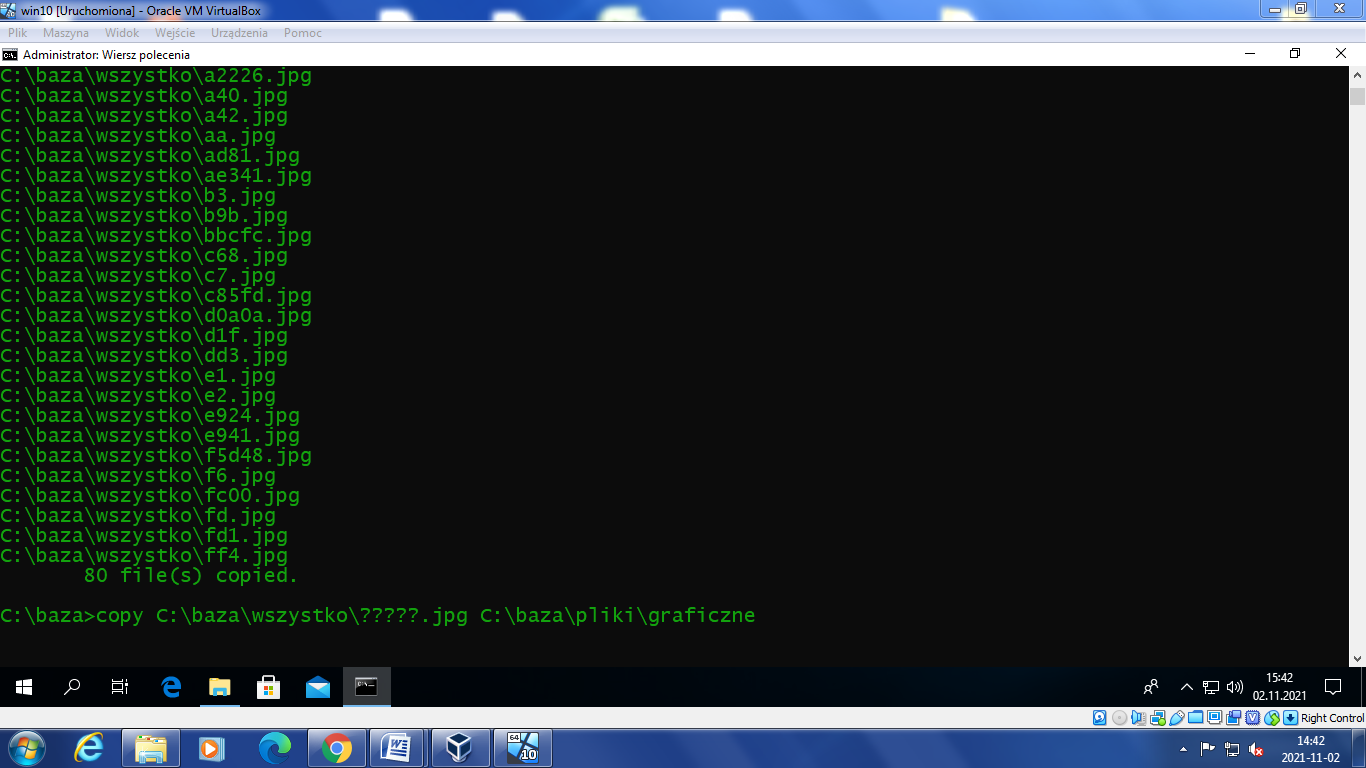 win10 [Uruchomiona] - Oracle VM VirtualBox
Plik Maszyna Widok Wejście Urządzenia Pomoc
Administrator: Wiersz polecenia
C:\baza\wszystko\a2226.jpg
C:\baza\wszystko\a40.jpg
C:\baza\wszystko\a42.jpg
C:\baza\wszystko\aa.jpg
C:\baza\wszystko\ad81.jpg
C:\baza\wszystko\ae341.jpg
C:\baza\wszystko\b3.jpg
C:\baza\wszystko\b9b.jpg
C:\baza\wszystko\bbcfc.jpg
C:\baza\wszystko\c68.jpg
C:\baza\wszystko\c7.jpg
C:\baza\wszystko\c85fd.jpg
C:\baza\wszystko\d0a0a.jpg
C:\baza\wszystko\d1f.jpg
C:\baza\wszystko\dd3.jpg
C:\baza\wszystko\e1.jpg
C:\baza\wszystko\e2.jpg
C:\baza\wszystko\e924.jpg
C:\baza\wszystko\e941.jpg
C:\baza\wszystko\f5d48.jpg
C:\baza\wszystko\f6.jpg
C:\baza\wszystko\fc00.jpg
C:\baza\wszystko\fd.jpg
C:\baza\wszystko\fd1.jpg
C:\baza\wszystko\ff4.jpg
80 file(s) copied.
C:\baza>copy C:\baza\wszystko\?????.jpg C:\baza\pliki\graficzne
15:42
02.11.2021
Right Control
64
10
14:42
2021-11-02